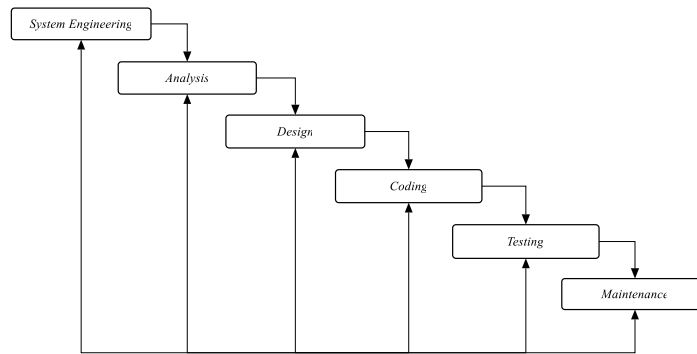 System Engineering
Analysis
Design
Coding
Testing
Maintenance